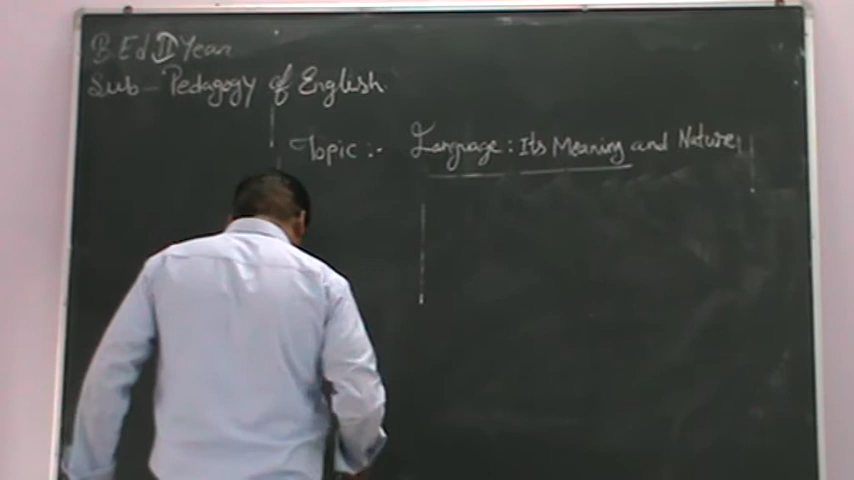 B.Ed II Year
Sub - Pedagogy of English.
Topic :- Language : Its Meaning and Nature